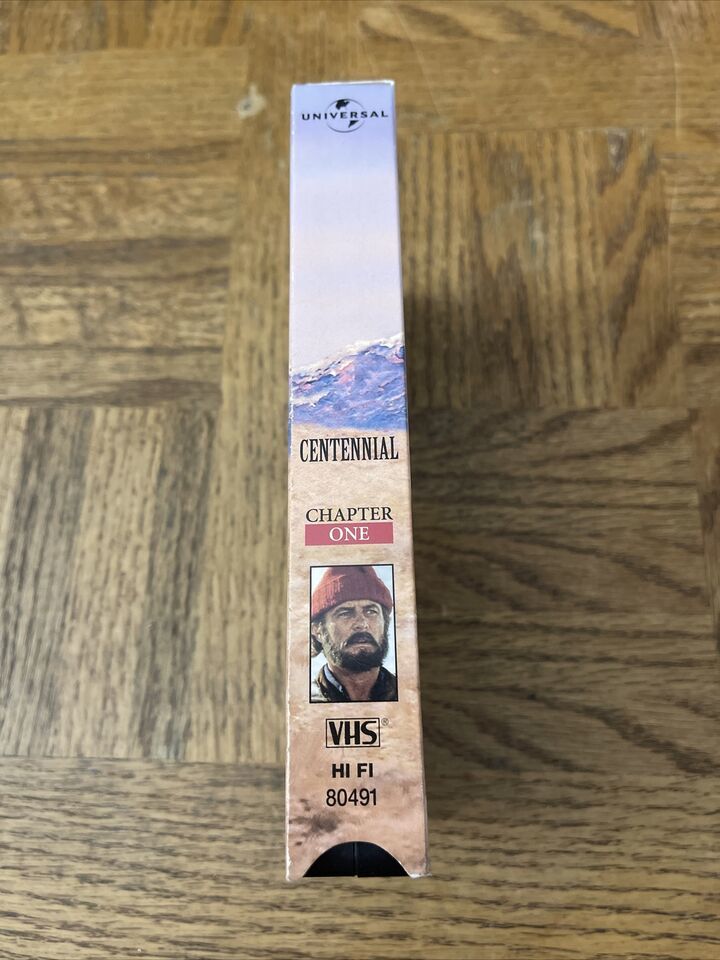 UNIVERSAL
CENTENNIAL
CHAPTER
ONE
VHS®
HI FI
80491